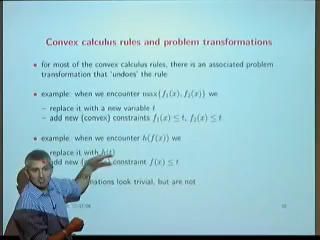 Convex calculus rules and problem transformations
• for most of the convex calculus rules, there is an associated problem
transformation that 'undoes' the rule
• example: when we encounter max{f₁(x), f₂(x)} we
– replace it with a new variable t
– add new (convex) constraints f₁(x) ≤ t, f₂(x) ≤ t
• example: when we encounter h(f(x)) we
replace it with h(t)
add new constraint f(x) ≤ t
look trivial, but are not